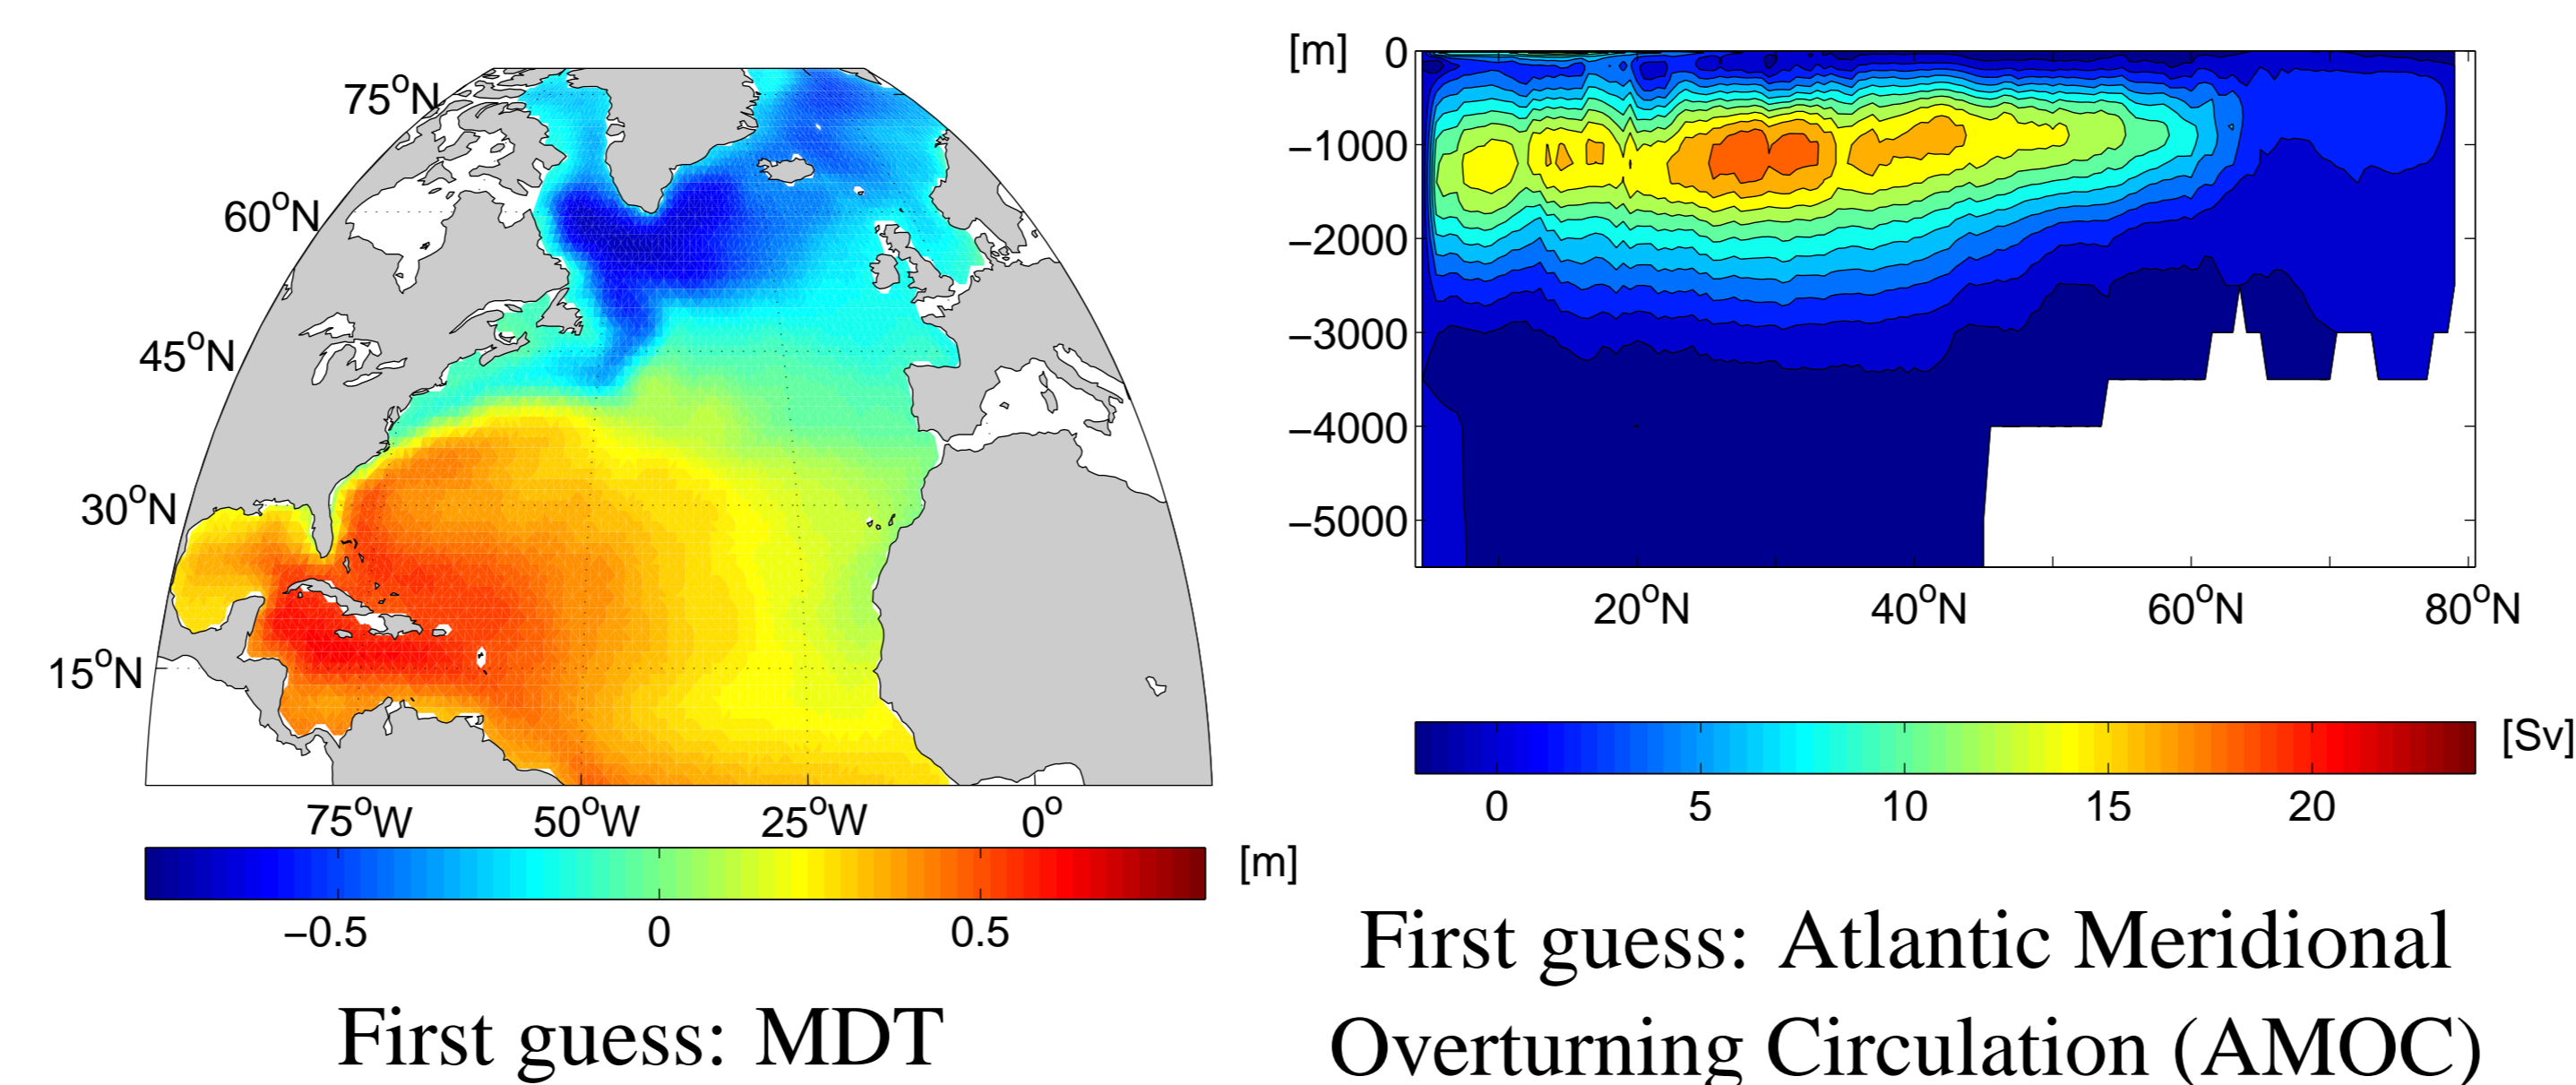 75°N
60°N
45°N
30°N
15°N
75°W 50°W 25°W 0°
[m]
−0.5 0 0.5
First guess: MDT
[m] 0
−1000
−2000
−3000
−4000
−5000
20°N 40°N 60°N 80°N
[Sv]
0 5 10 15 20
First guess: Atlantic Meridional
Overturning Circulation (AMOC)